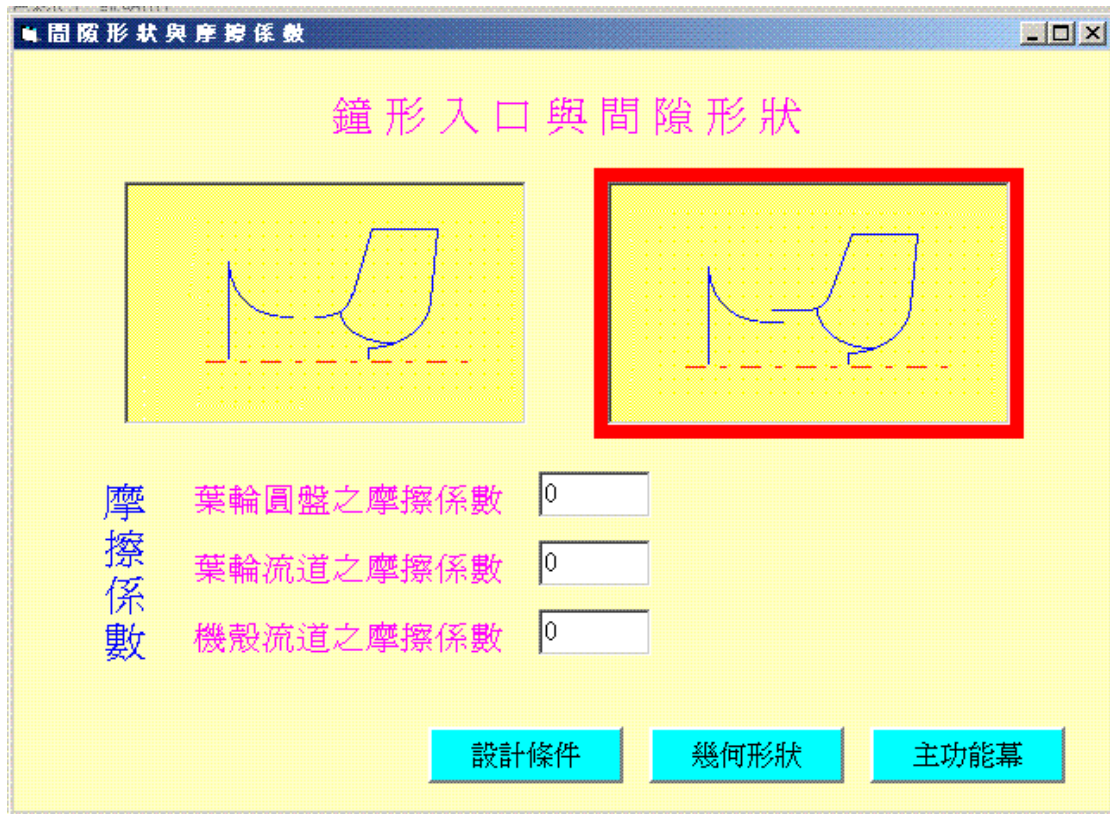 間隙形狀與摩擦係數
鐘形入口與間隙形狀
摩擦係數
葉輪圓盤之摩擦係數 0
葉輪流道之摩擦係數 0
機殼流道之摩擦係數 0
設計條件 幾何形狀 主功能幕